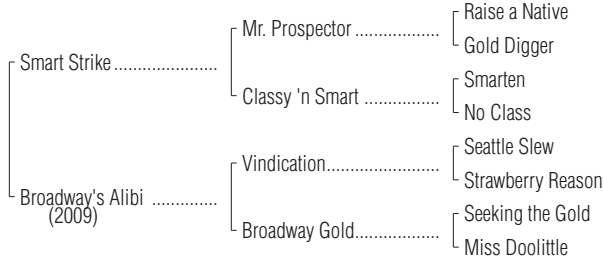 Raise a Native
Mr. Prospector ..................
Gold Digger
Smart Strike ......................
Smarten
Classy 'n Smart ................
No Class
Seattle Slew
Vindication........................
Strawberry Reason
Broadway's Alibi ..............
(2009)
Seeking the Gold
Broadway Gold..................
Miss Doolittle